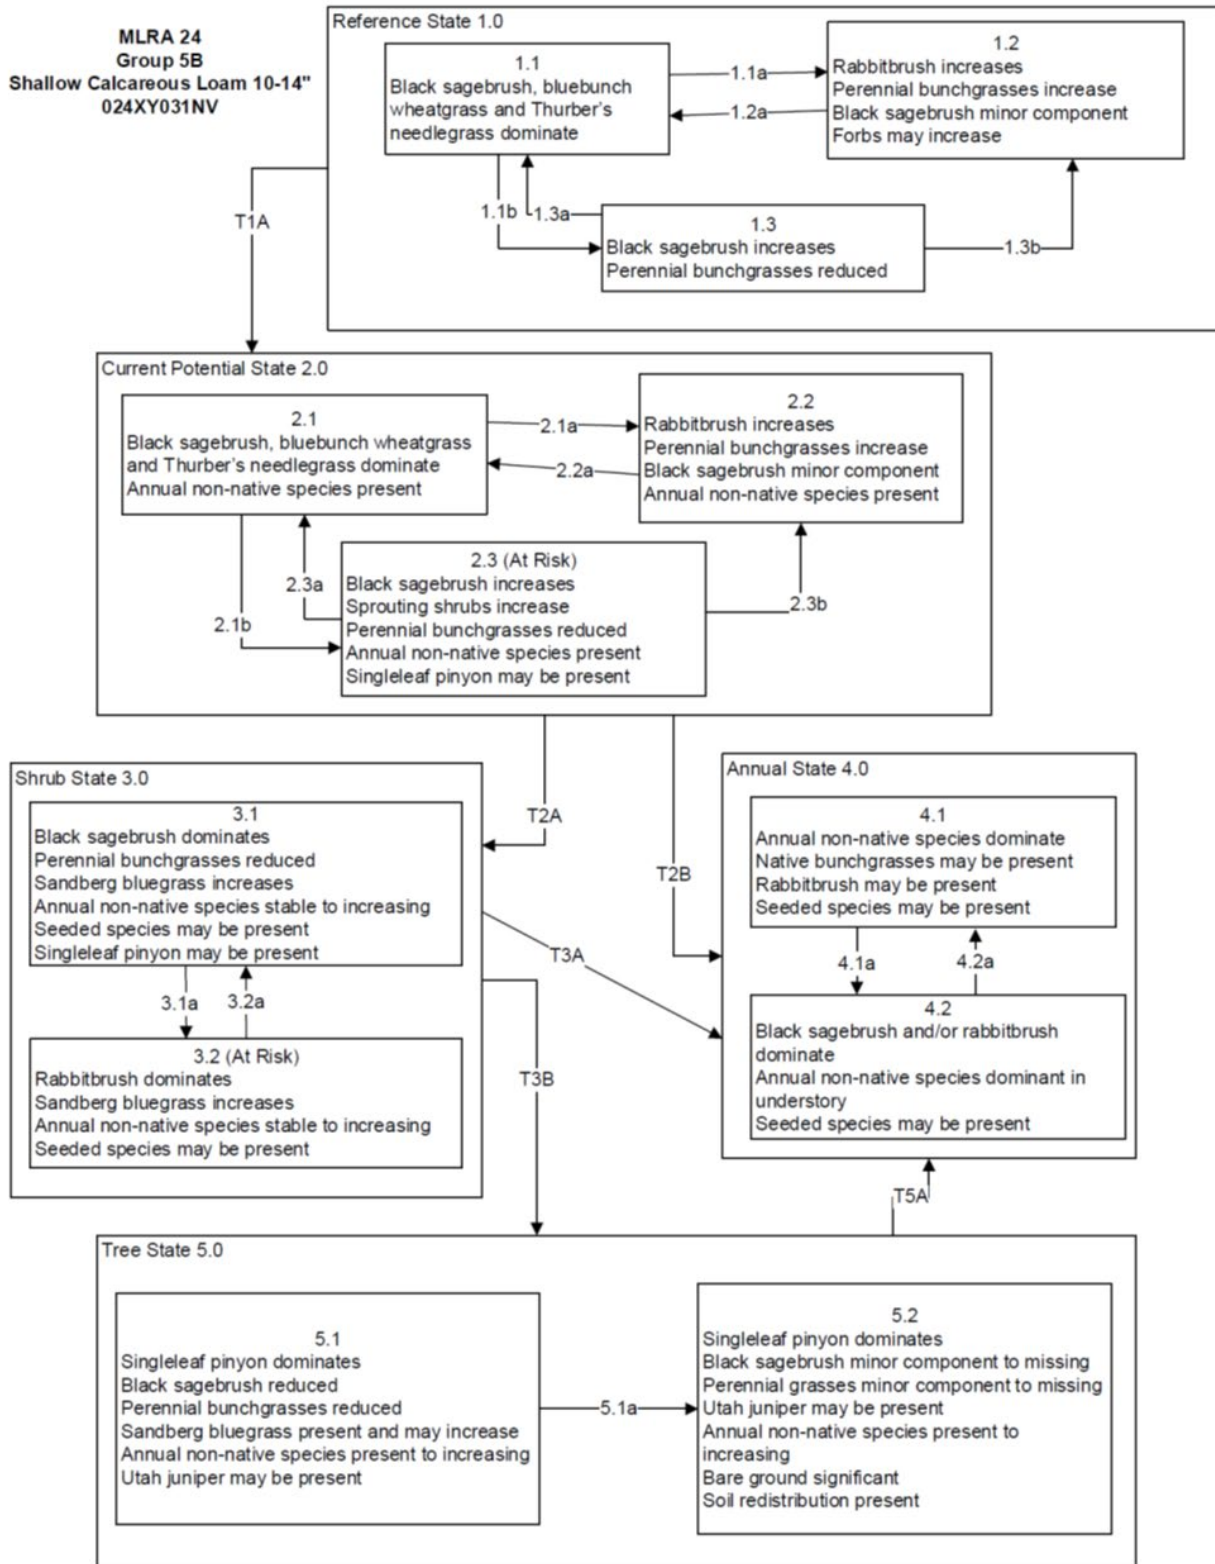 MLRA 24
Group 5B
Shallow Calcareous Loam 10-14"
024XY031NV
Reference State 1.0
1.1
Black sagebrush, bluebunch
wheatgrass and Thurber's
needlegrass dominate
1.1a
1.2a
1.2
Rabbitbrush increases
Perennial bunchgrasses increase
Black sagebrush minor component
Forbs may increase
1.1b
1.3a
1.3
Black sagebrush increases
Perennial bunchgrasses reduced
1.3b
T1A
Current Potential State 2.0
2.1
Black sagebrush, bluebunch wheatgrass
and Thurber's needlegrass dominate
Annual non-native species present
2.1a
2.2a
2.2
Rabbitbrush increases
Perennial bunchgrasses increase
Black sagebrush minor component
Annual non-native species present
2.1b
2.3a
2.3 (At Risk)
Black sagebrush increases
Sprouting shrubs increase
Perennial bunchgrasses reduced
Annual non-native species present
Singleleaf pinyon may be present
2.3b
T2A
T2B
Shrub State 3.0
3.1
Black sagebrush dominates
Perennial bunchgrasses reduced
Sandberg bluegrass increases
Annual non-native species stable to increasing
Seeded species may be present
Singleleaf pinyon may be present
3.1a
3.2a
3.2 (At Risk)
Rabbitbrush dominates
Sandberg bluegrass increases
Annual non-native species stable to increasing
Seeded species may be present
T3A
T3B
Annual State 4.0
4.1
Annual non-native species dominate
Native bunchgrasses may be present
Rabbitbrush may be present
Seeded species may be present
4.1a
4.2a
4.2
Black sagebrush and/or rabbitbrush
dominate
Annual non-native species dominant in
understory
Seeded species may be present
T5A
Tree State 5.0
5.1
Singleleaf pinyon dominates
Black sagebrush reduced
Perennial bunchgrasses reduced
Sandberg bluegrass present and may increase
Annual non-native species present to increasing
Utah juniper may be present
5.1a
5.2
Singleleaf pinyon dominates
Black sagebrush minor component to missing
Perennial grasses minor component to missing
Utah juniper may be present
Annual non-native species present to
increasing
Bare ground significant
Soil redistribution present